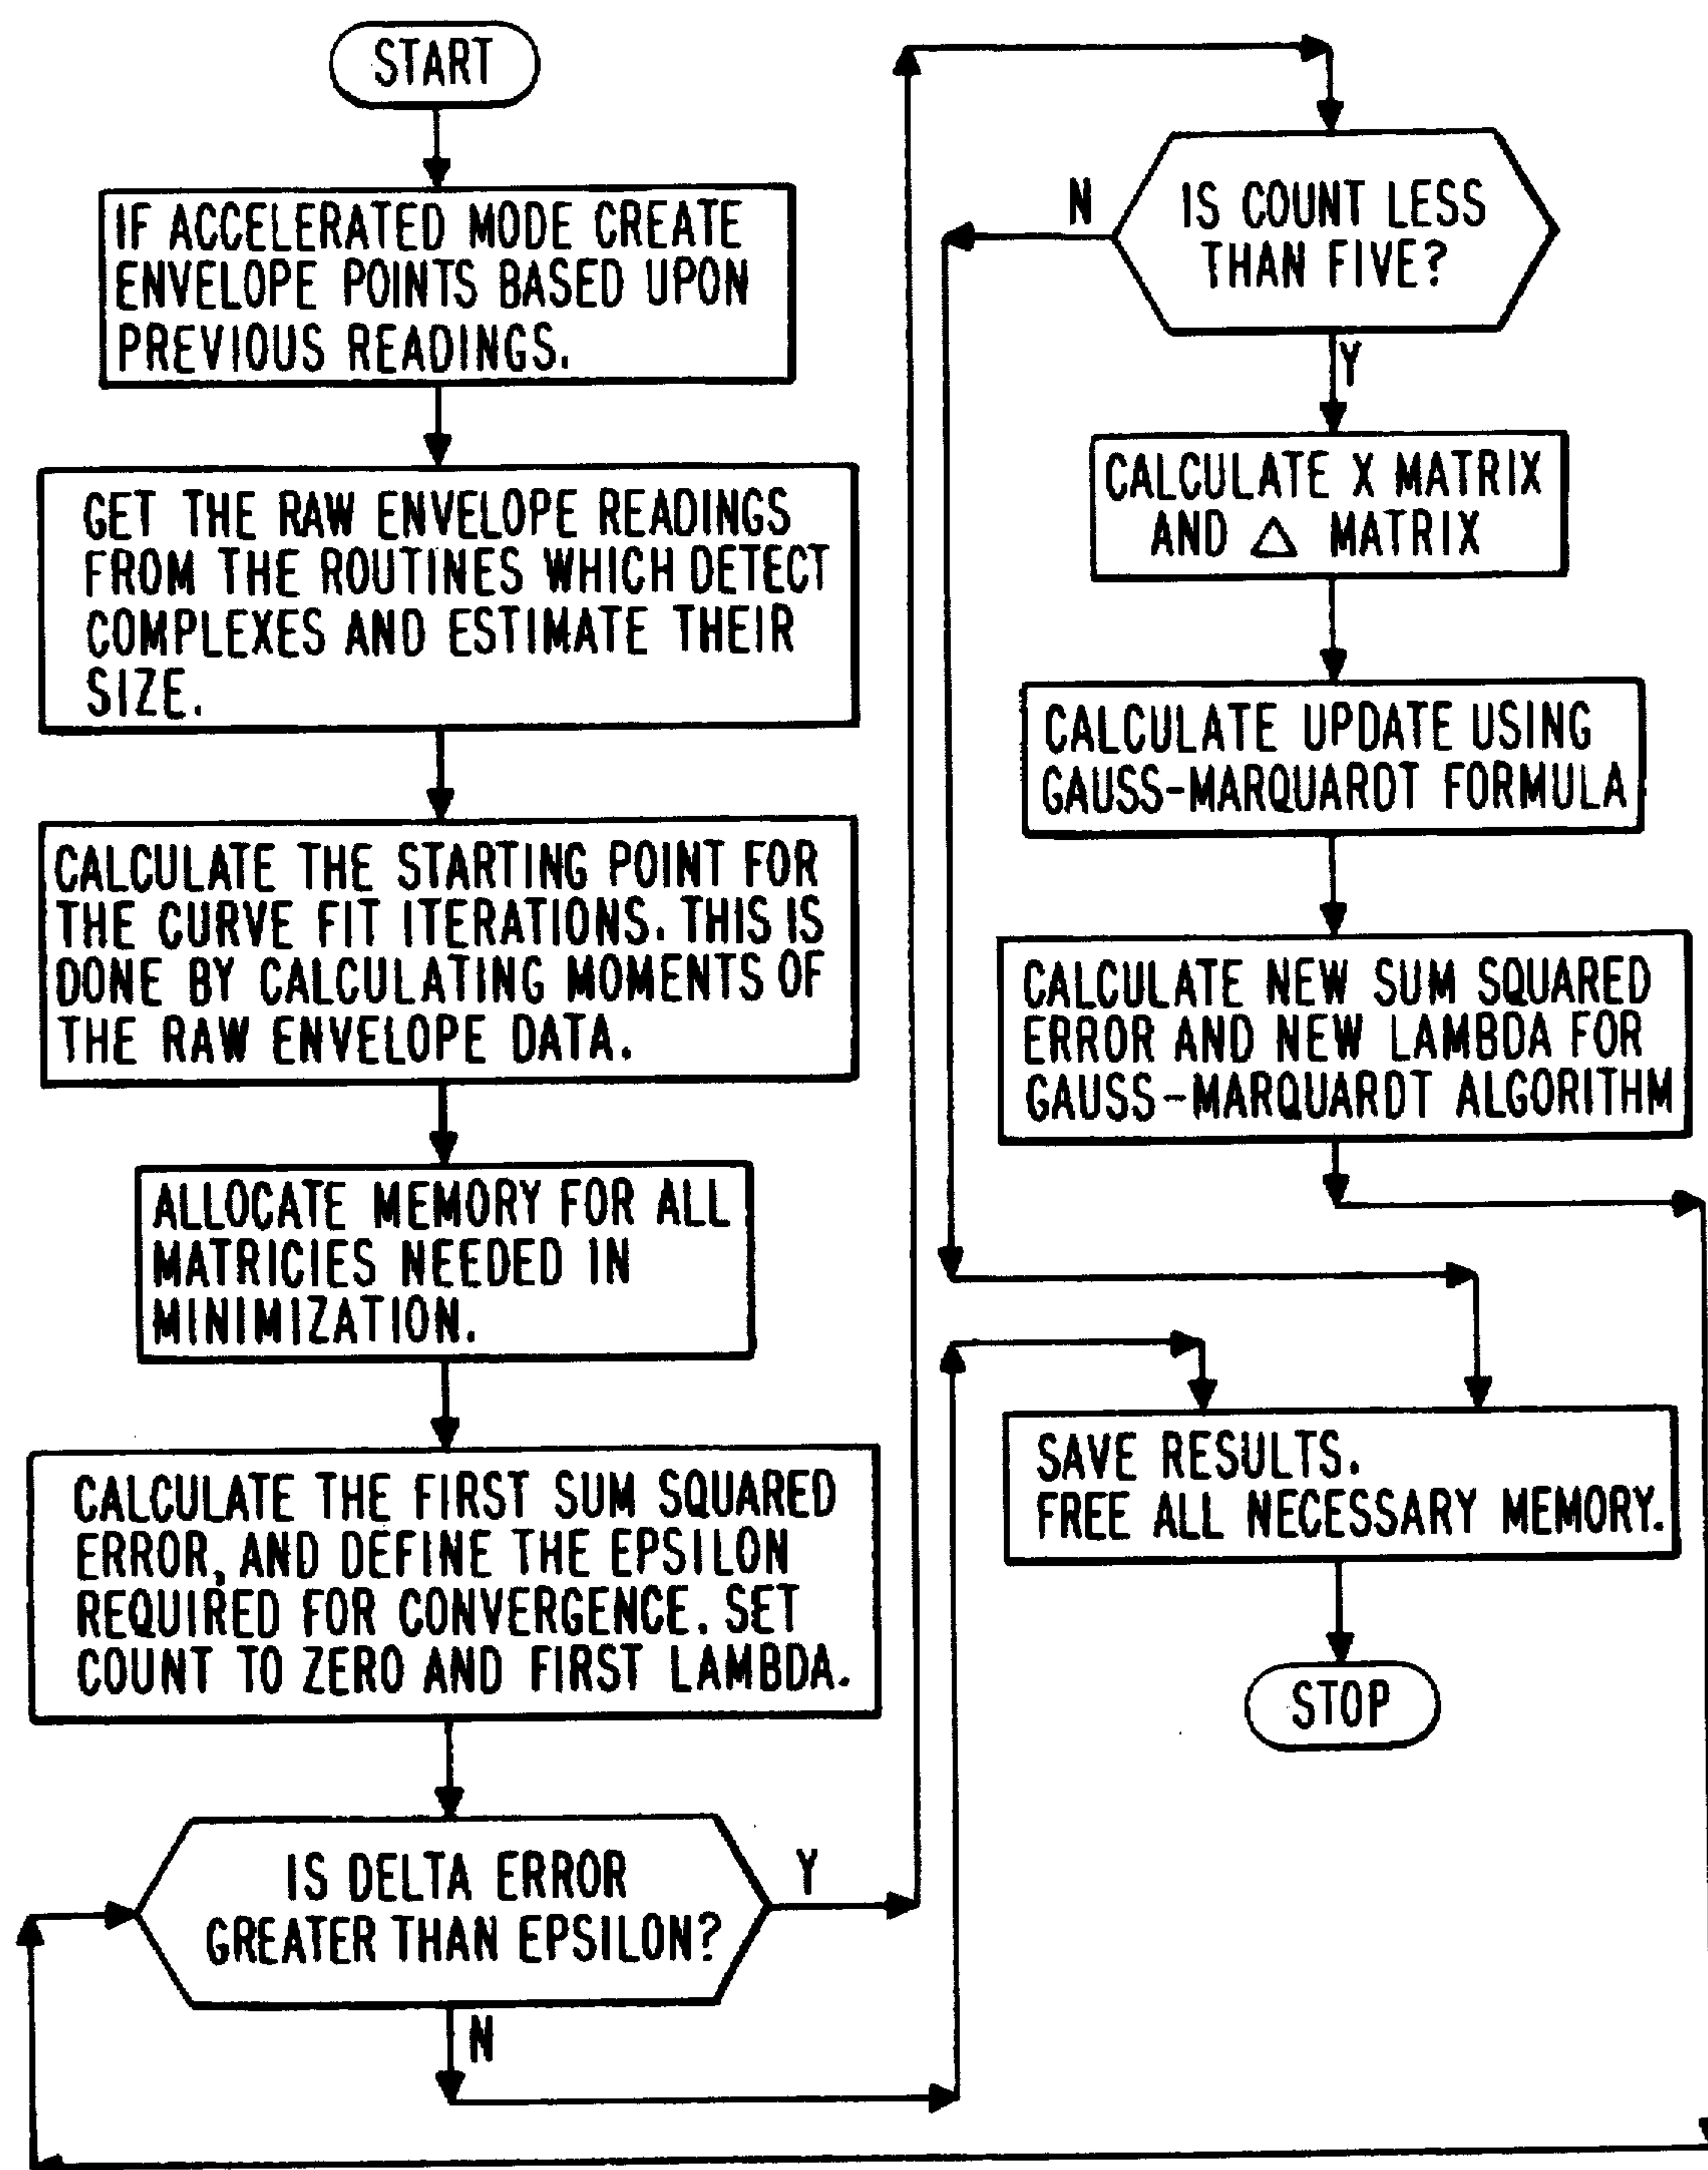 START
IF ACCELERATED MODE CREATE
ENVELOPE POINTS BASED UPON
PREVIOUS READINGS.
GET THE RAW ENVELOPE READINGS
FROM THE ROUTINES WHICH DETECT
COMPLEXES AND ESTIMATE THEIR
SIZE.
CALCULATE THE STARTING POINT FOR
THE CURVE FIT ITERATIONS. THIS IS
DONE BY CALCULATING MOMENTS OF
THE RAW ENVELOPE DATA.
ALLOCATE MEMORY FOR ALL
MATRICIES NEEDED IN
MINIMIZATION.
CALCULATE THE FIRST SUM SQUARED
ERROR, AND DEFINE THE EPSILON
REQUIRED FOR CONVERGENCE. SET
COUNT TO ZERO AND FIRST LAMBDA.
IS DELTA ERROR
GREATER THAN EPSILON?
Y
N
IS COUNT LESS
THAN FIVE?
N
Y
CALCULATE X MATRIX
AND △ MATRIX
CALCULATE UPDATE USING
GAUSS-MARQUARDT FORMULA
CALCULATE NEW SUM SQUARED
ERROR AND NEW LAMBDA FOR
GAUSS-MARQUARDT ALGORITHM
SAVE RESULTS.
FREE ALL NECESSARY MEMORY.
STOP